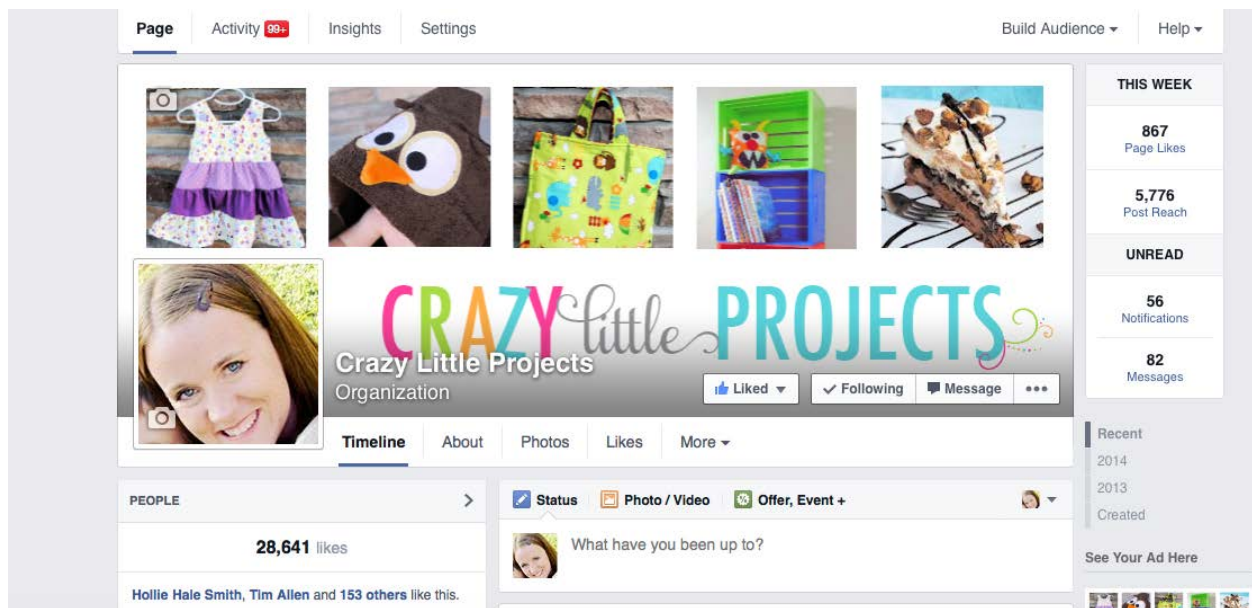 Page Activity 99+ Insights Settings Build Audience Help
THIS WEEK
867
Page Likes
5,776
Post Reach
UNREAD
56
Notifications
82
Messages
CRAZY little PROJECTS
Crazy Little Projects
Organization
Liked Following Message
Timeline About Photos Likes More
Recent
2014
2013
Created
See Your Ad Here
PEOPLE
28,641 likes
Hollie Hale Smith, Tim Allen and 153 others like this.
Status Photo / Video Offer, Event +
What have you been up to?